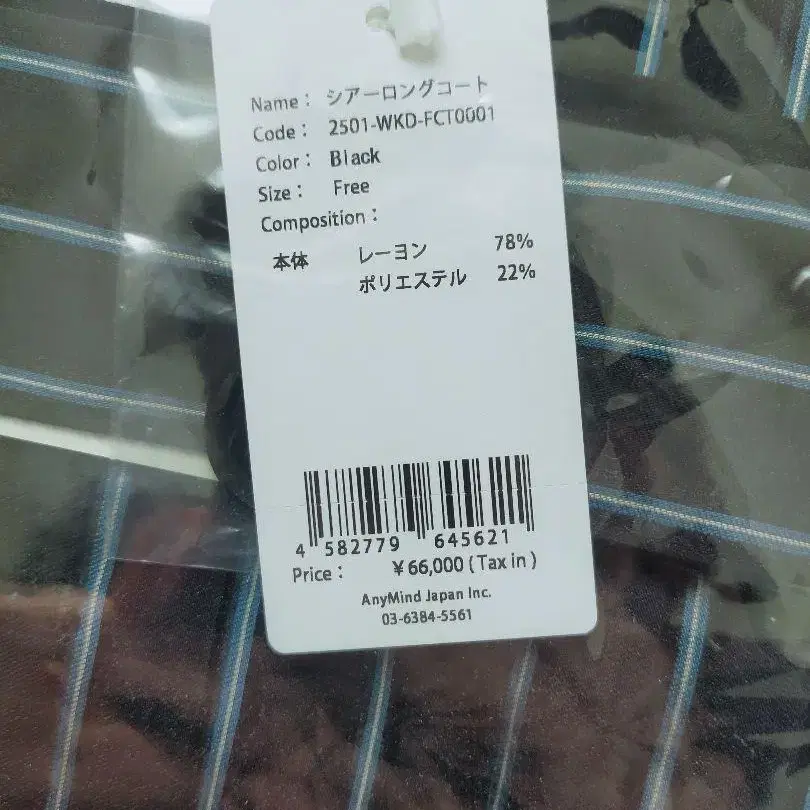 Name： シアーロングコート
Code： 2501-WKD-FCT0001
Color： Black
Size： Free
Composition：
本体 レーヨン 78%
ポリエステル 22%
4 582779 645621
Price： ¥66,000 ( Tax in )
AnyMind Japan Inc.
03-6384-5561